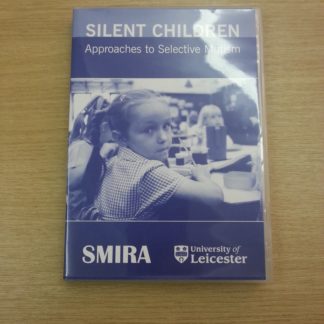 SILENT CHILDREN
Approaches to Selective Mutism
SMIRA
University of
Leicester